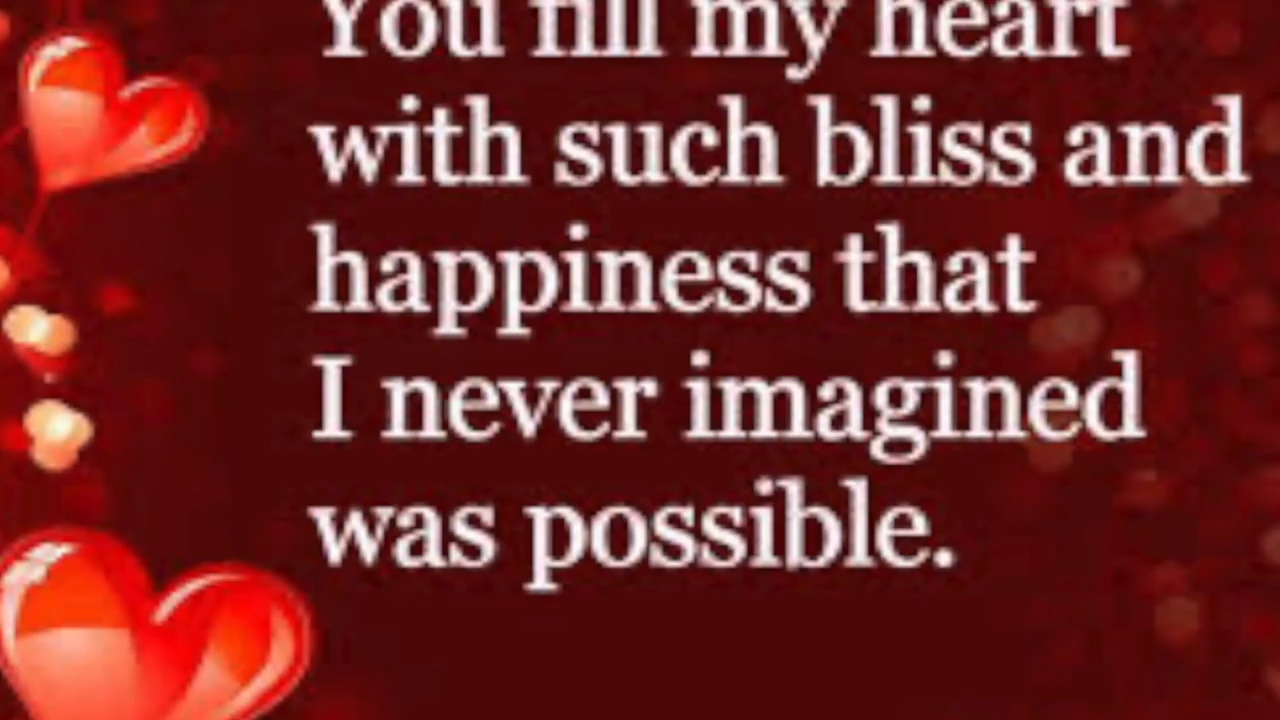 You fill my heart
with such bliss and
happiness that
I never imagined
was possible.